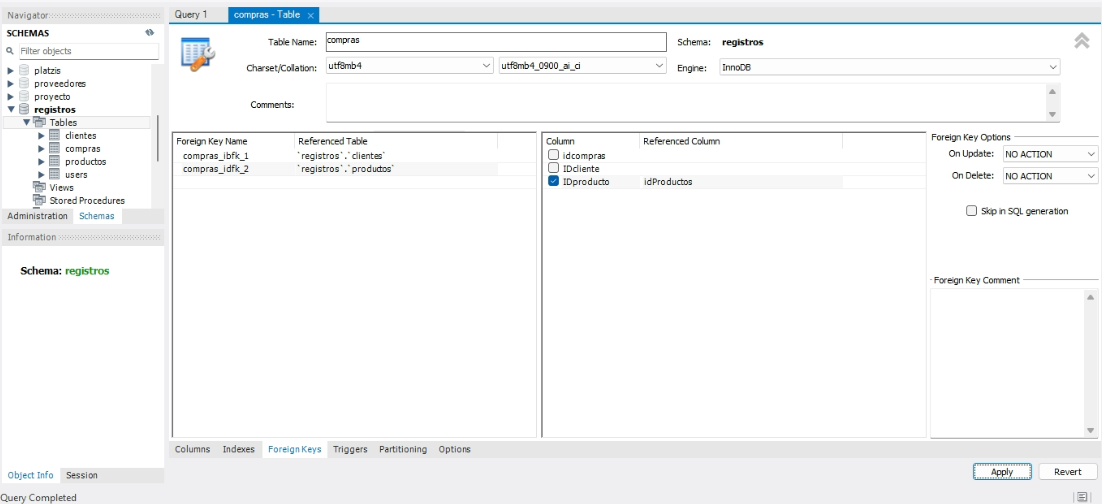 Navigator
SCHEMAS
Filter objects
platzis
proveedores
proyecto
registros
Tables
clientes
compras
productos
users
Views
Stored Procedures
Administration Schemas
Information
Schema: registros
Object Info Session
Query Completed
Query 1 compras - Table ×
Table Name: compras Schema: registros
Charset/Collation: utf8mb4 utf8mb4_0900_ai_ci Engine: InnoDB
Comments:
Foreign Key Name Referenced Table
compras_ibfk_1 `registros`.`clientes`
compras_idfk_2 `registros`.`productos`
Column Referenced Column
idcompras
IDcliente
IDproducto idProductos
Foreign Key Options
On Update: NO ACTION
On Delete: NO ACTION
Skip in SQL generation
Foreign Key Comment
Columns Indexes Foreign Keys Triggers Partitioning Options
Apply Revert